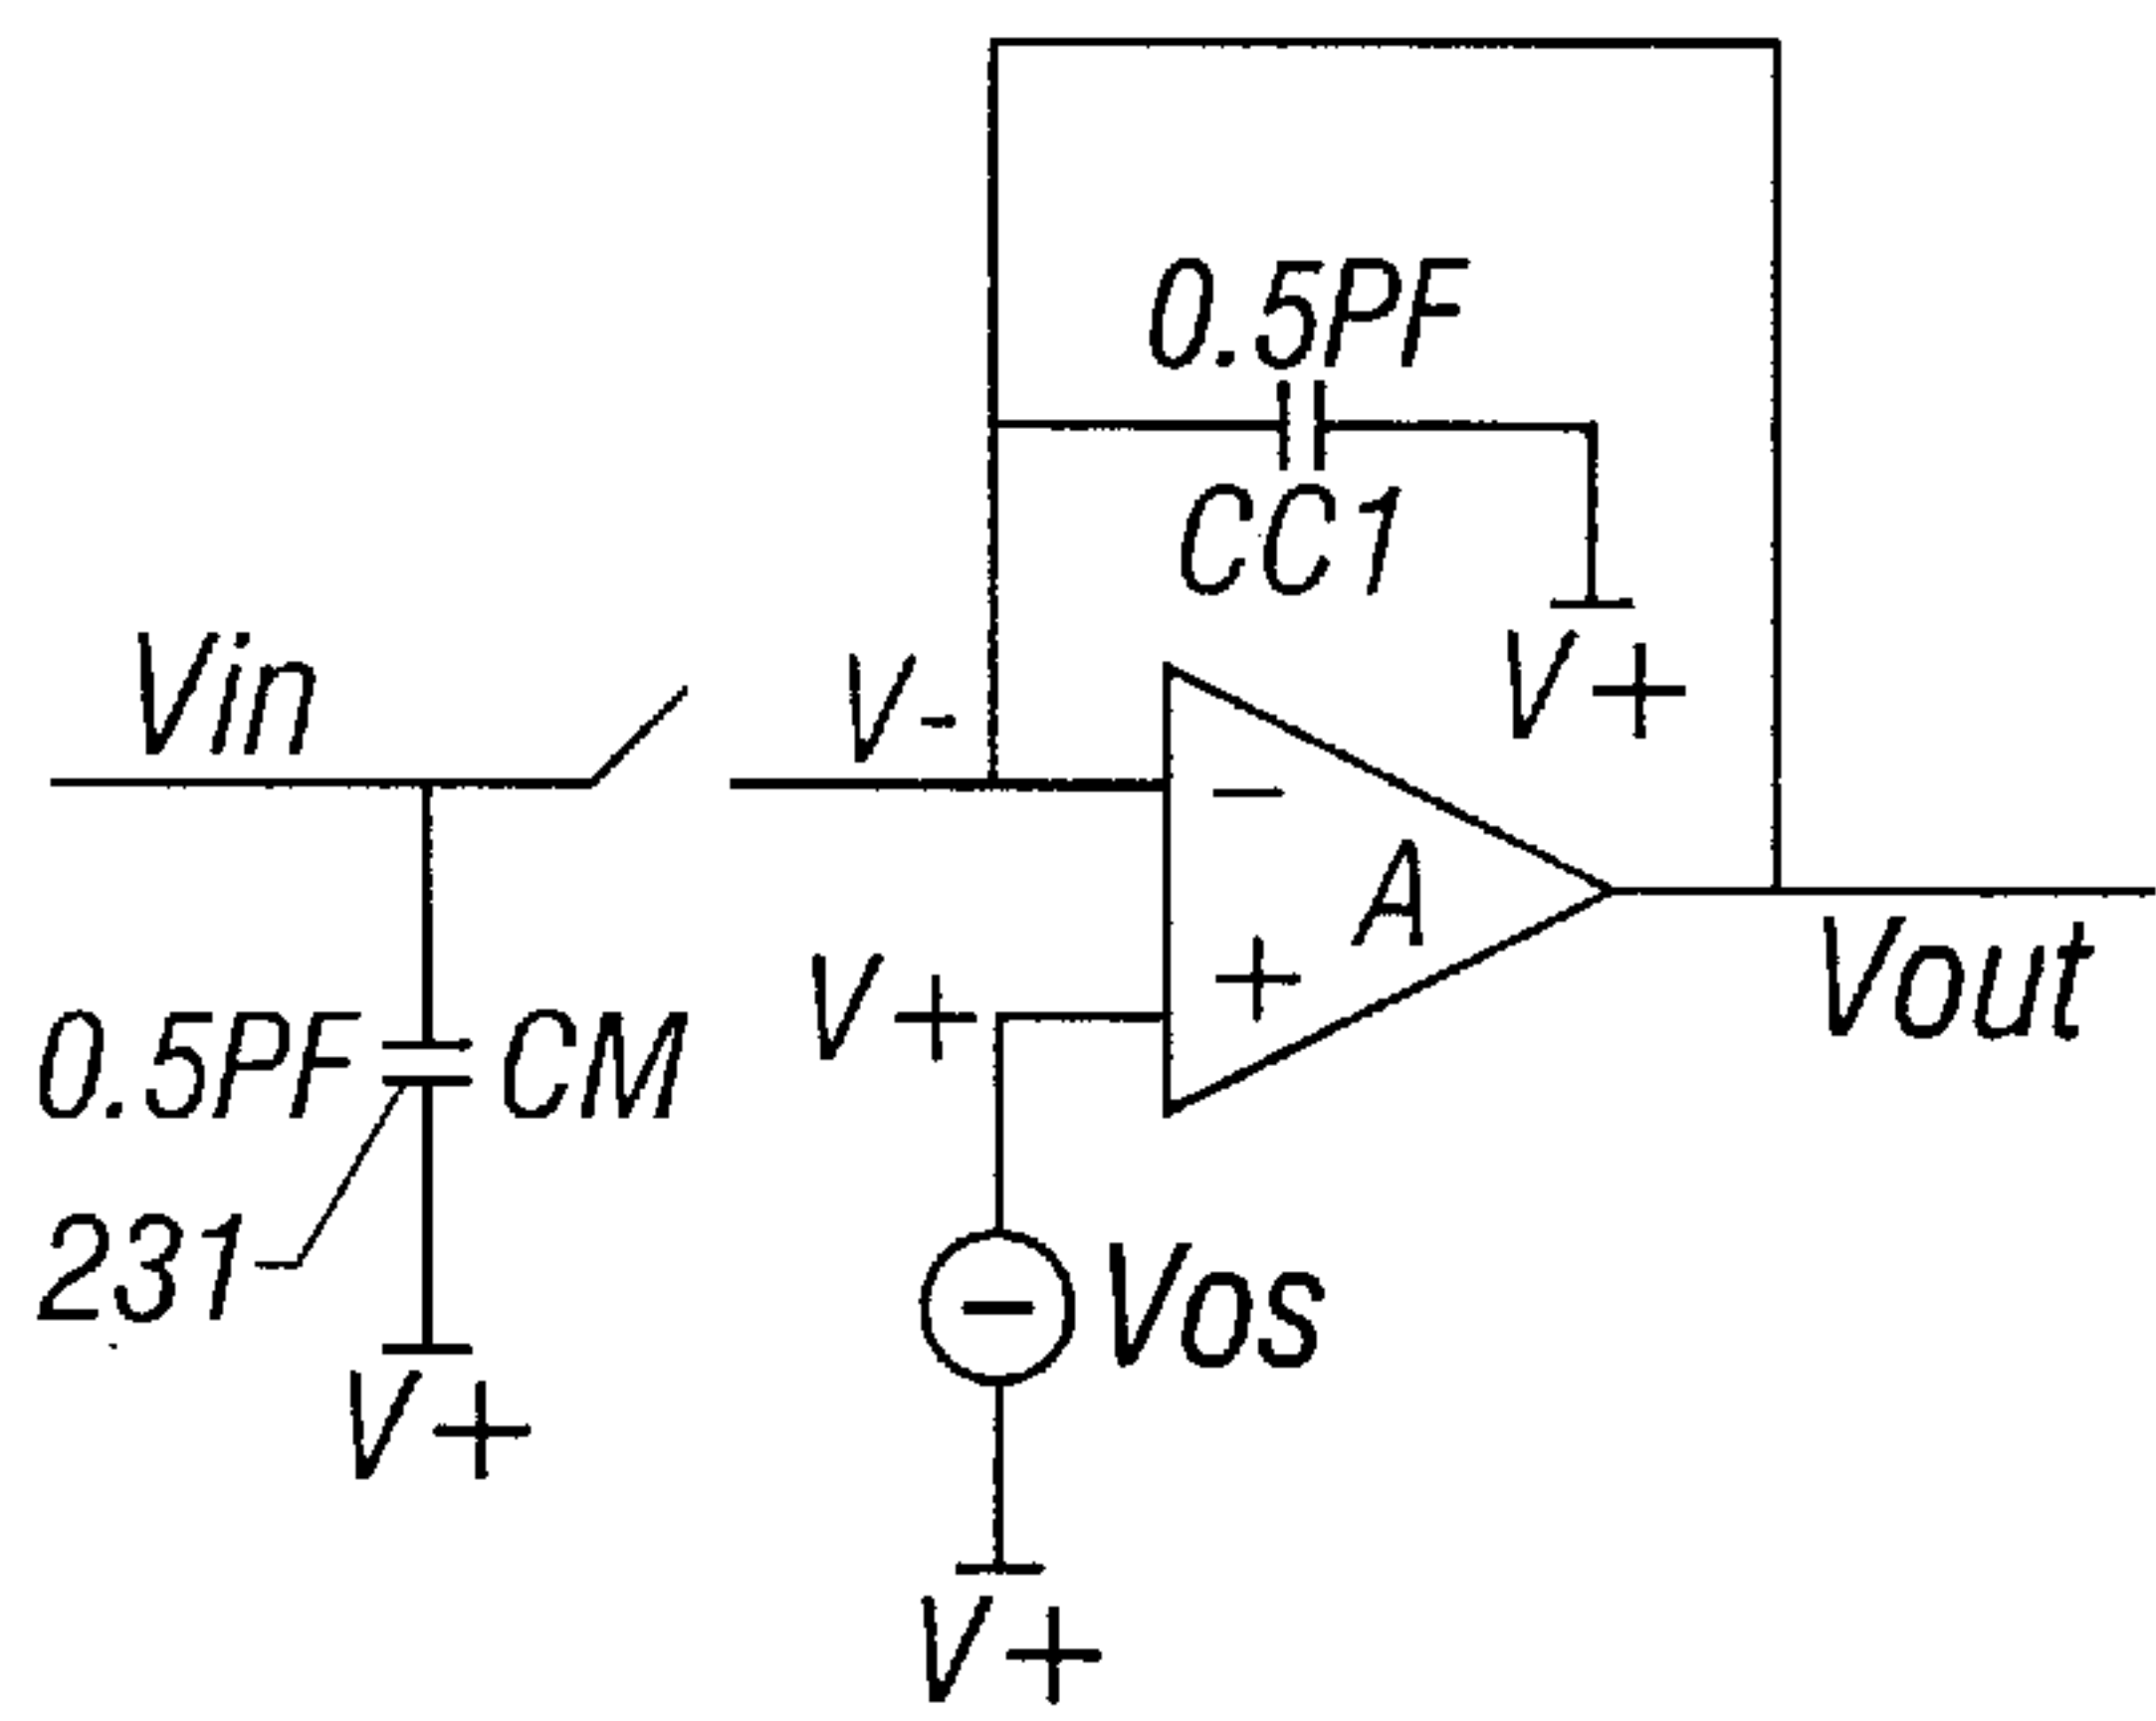 0.5PF
CC1
Vin
V-
V+
-
A
V+
+
Vout
0.5PF
CM
231
Vos
-
V+
V+